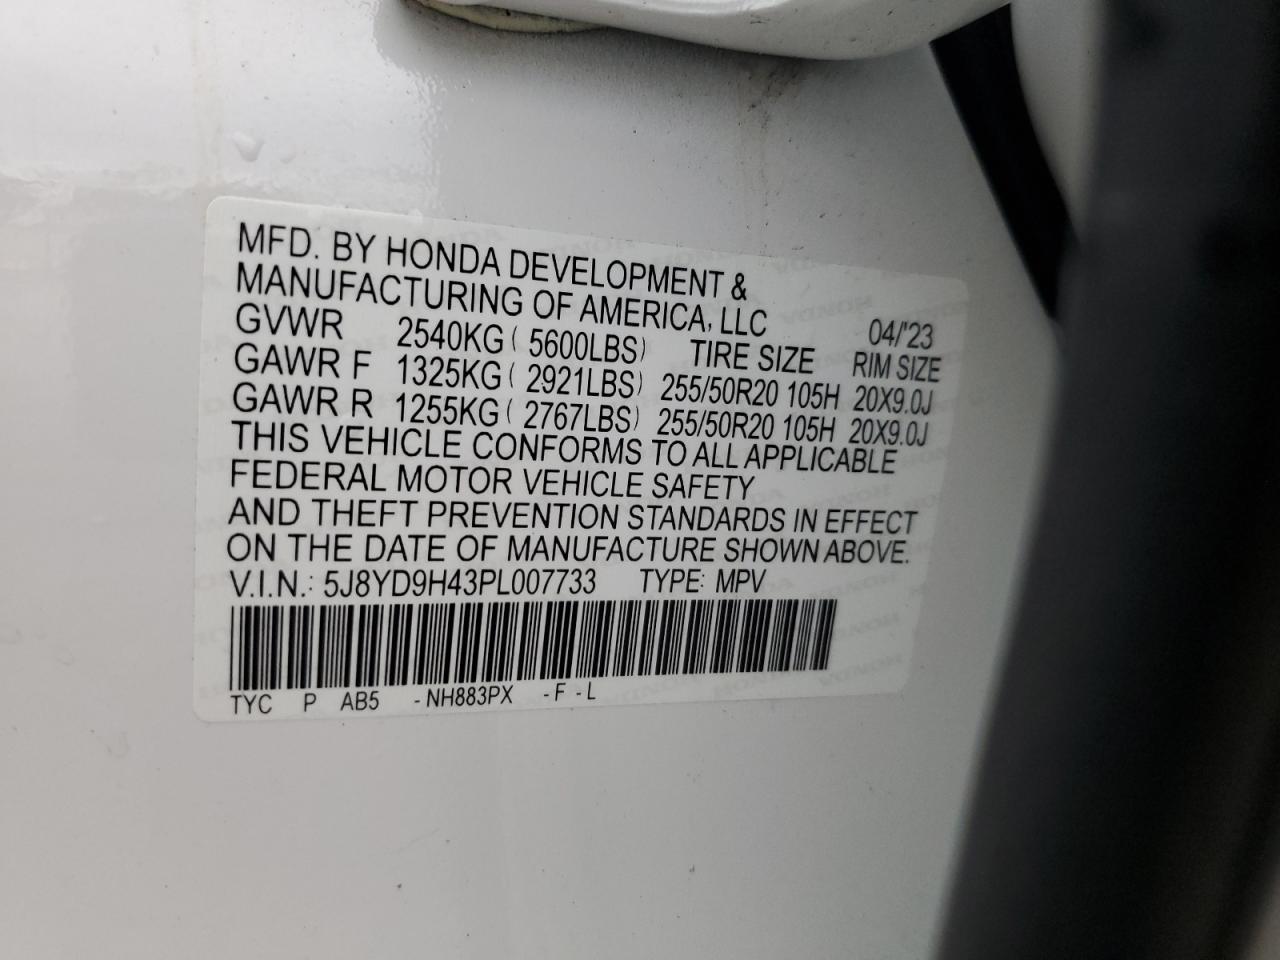 MFD. BY HONDA DEVELOPMENT &
MANUFACTURING OF AMERICA, LLC 04/'23
GVWR 2540KG ( 5600LBS) TIRE SIZE RIM SIZE
GAWR F 1325KG ( 2921LBS) 255/50R20 105H 20X9.0J
GAWR R 1255KG ( 2767LBS) 255/50R20 105H 20X9.0J
THIS VEHICLE CONFORMS TO ALL APPLICABLE
FEDERAL MOTOR VEHICLE SAFETY
AND THEFT PREVENTION STANDARDS IN EFFECT
ON THE DATE OF MANUFACTURE SHOWN ABOVE.
V.I.N.: 5J8YD9H43PL007733 TYPE: MPV
TYC P AB5 -NH883PX -F -L